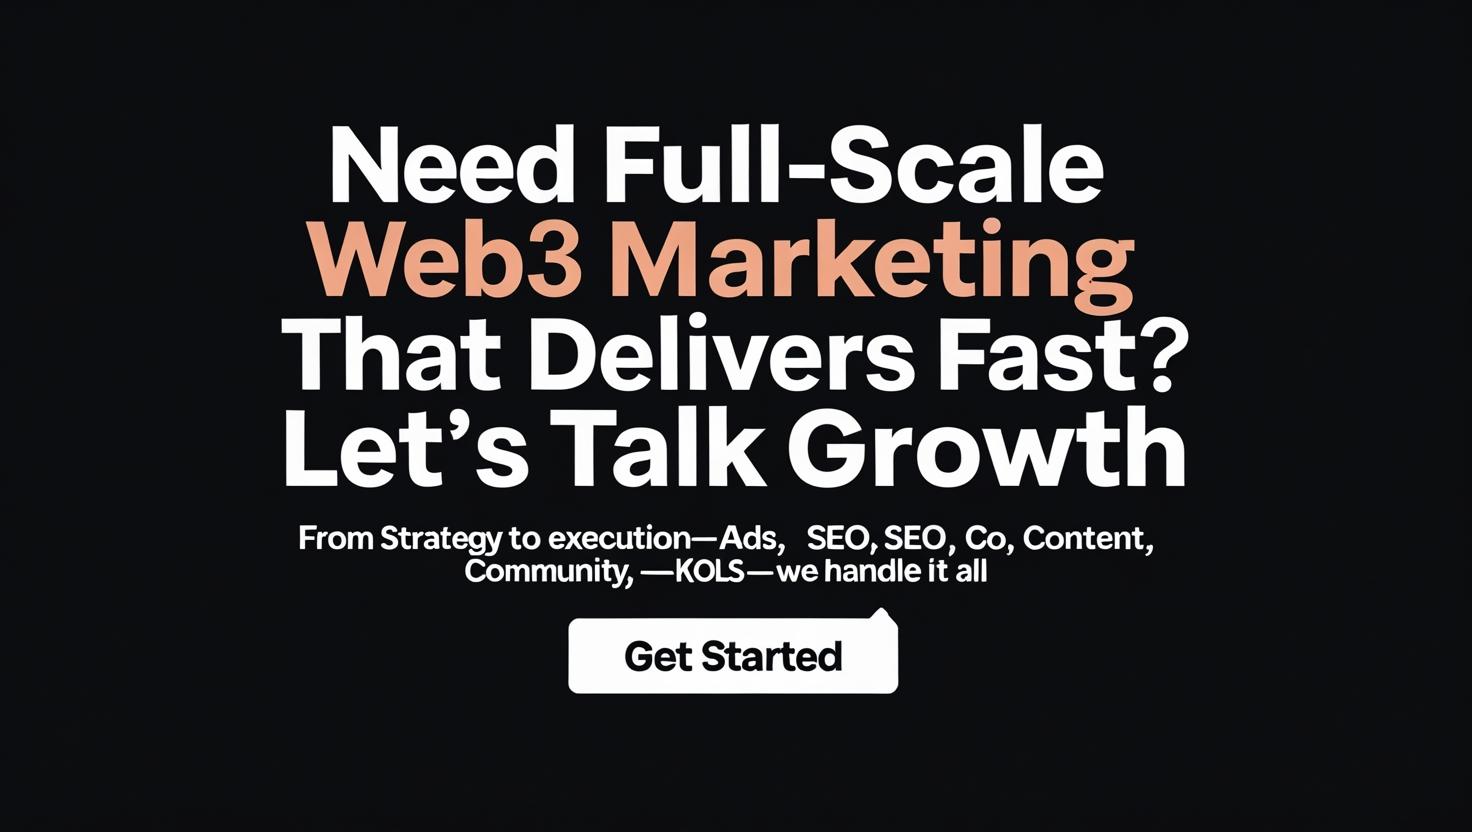 Need Full-Scale
Web3 Marketing
That Delivers Fast?
Let's Talk Growth
From Strategy to execution—Ads, SEO, SEO, Co, Content,
Community, —KOLS—we handle it all
Get Started